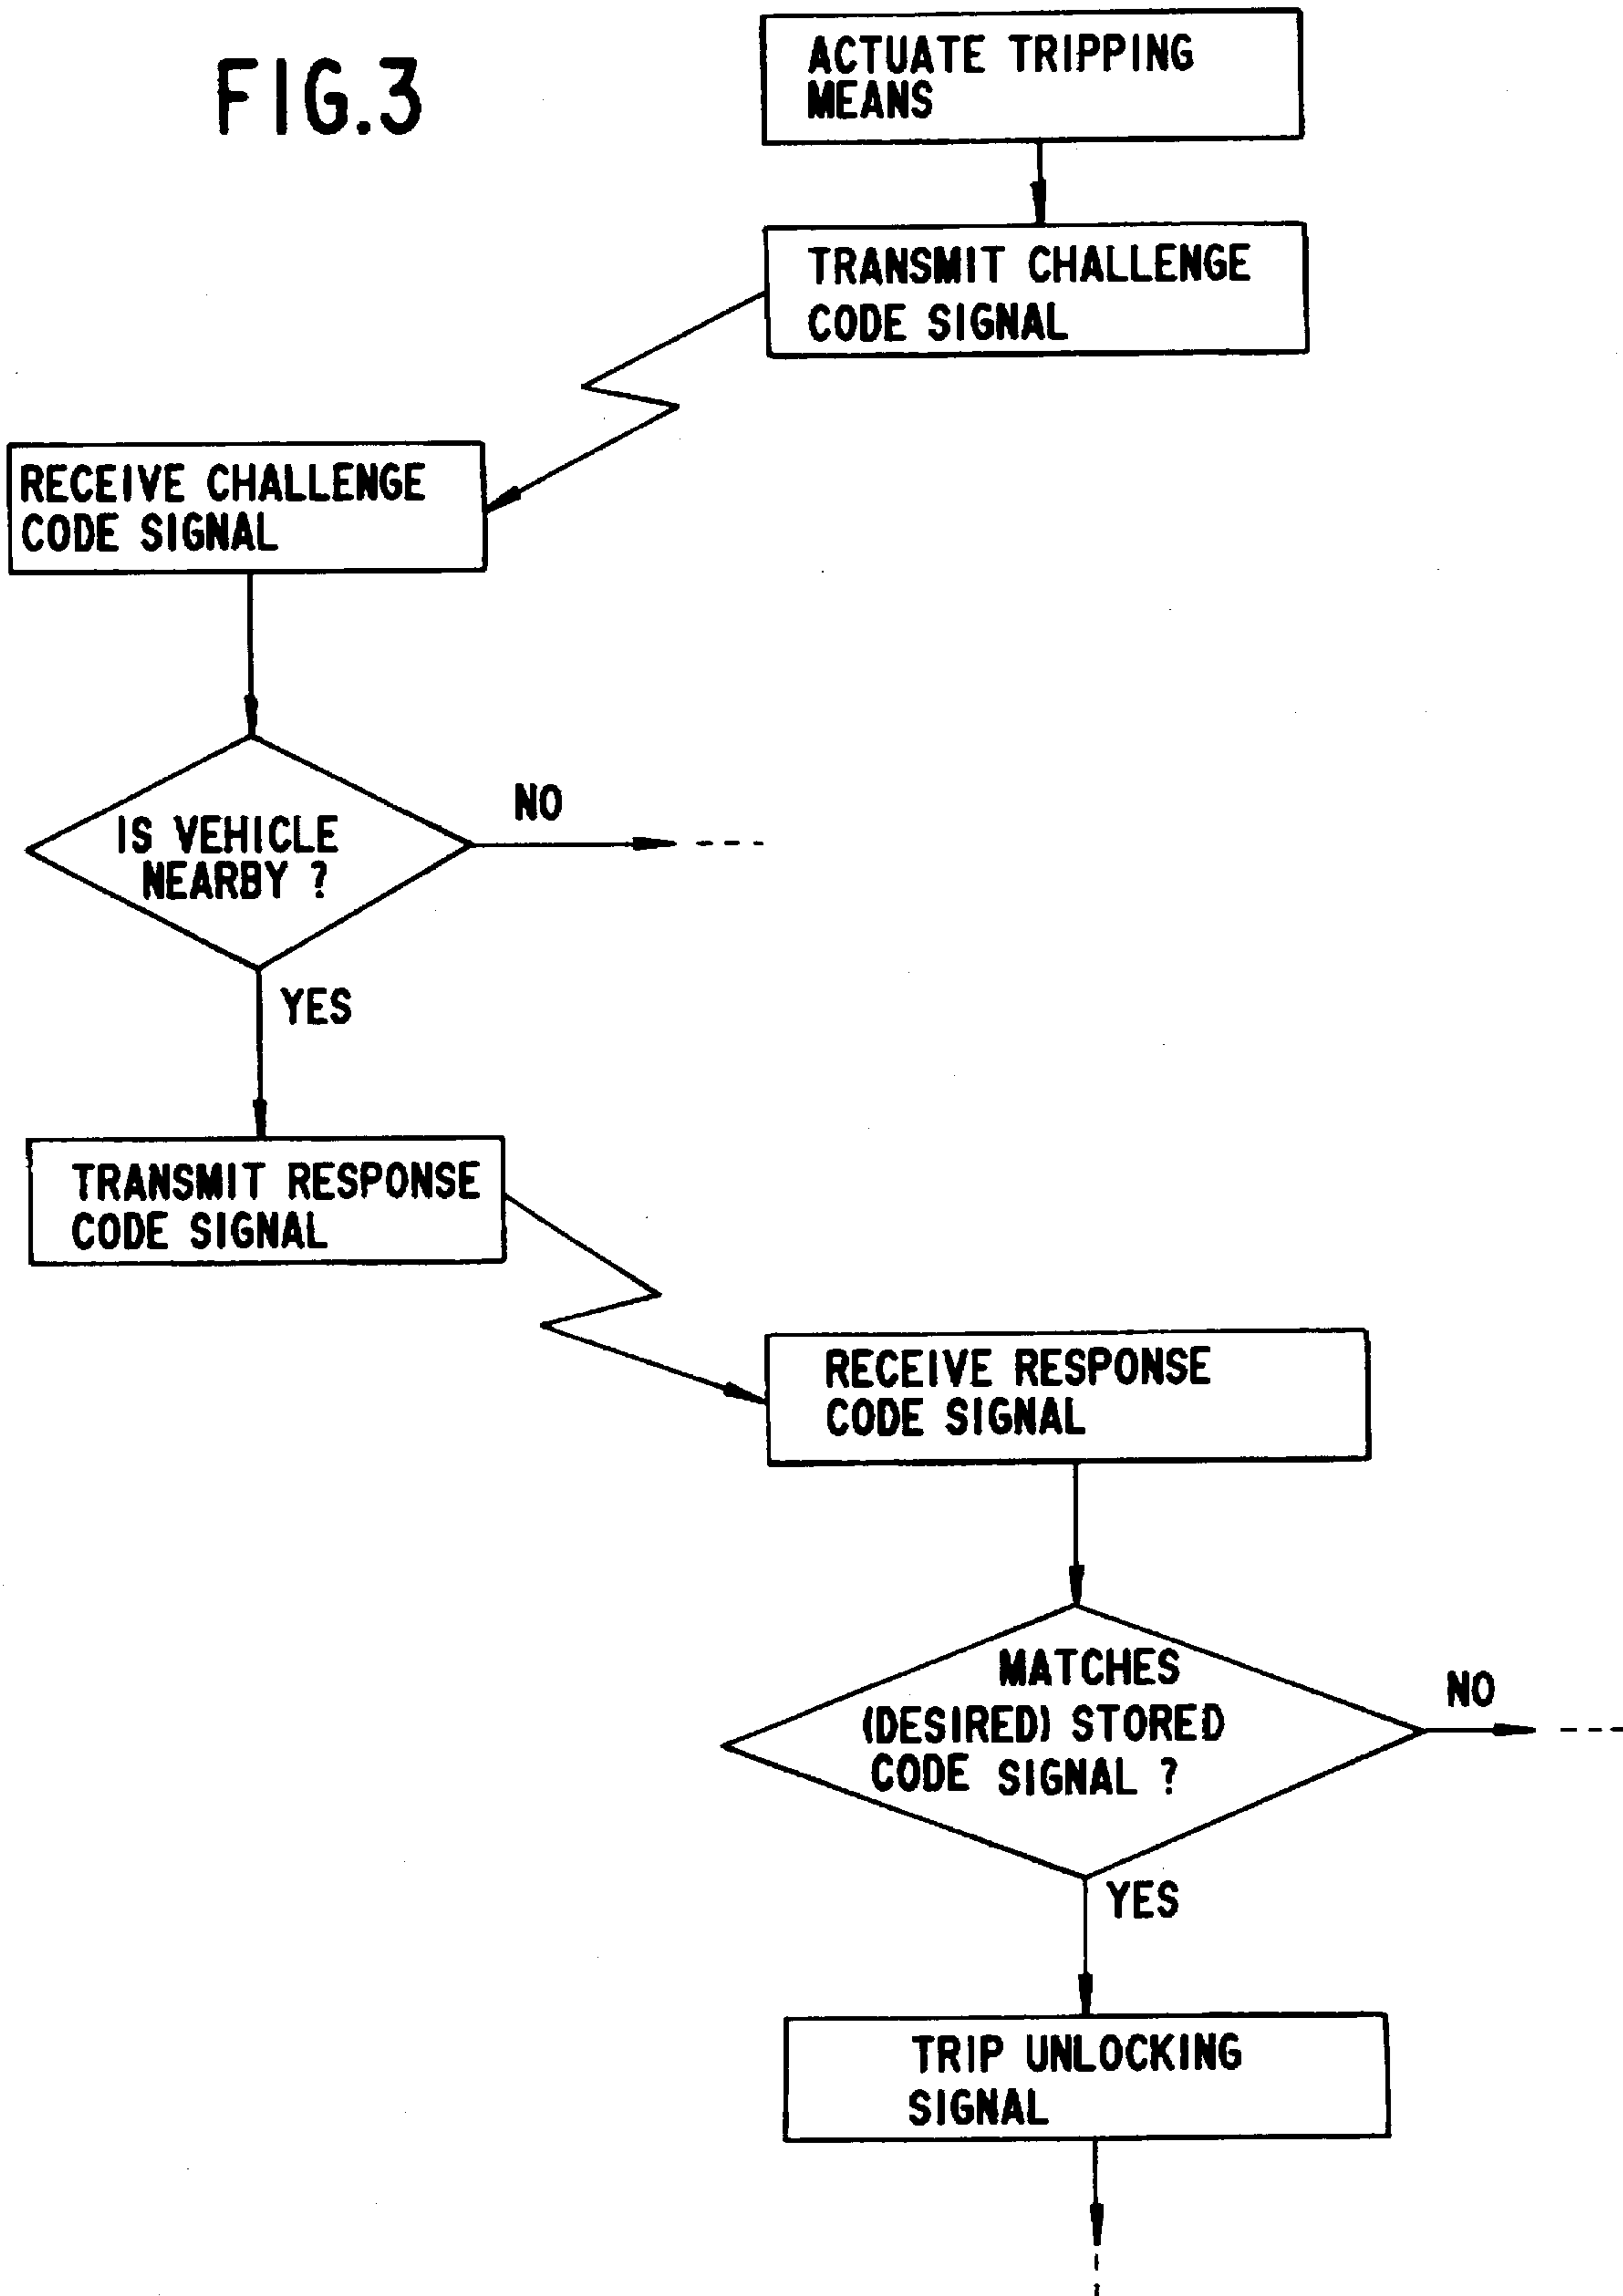 FIG.3
ACTUATE TRIPPING
MEANS
TRANSMIT CHALLENGE
CODE SIGNAL
RECEIVE CHALLENGE
CODE SIGNAL
IS VEHICLE
NEARBY ?
NO
YES
TRANSMIT RESPONSE
CODE SIGNAL
RECEIVE RESPONSE
CODE SIGNAL
MATCHES
(DESIRED) STORED
CODE SIGNAL ?
NO
YES
TRIP UNLOCKING
SIGNAL